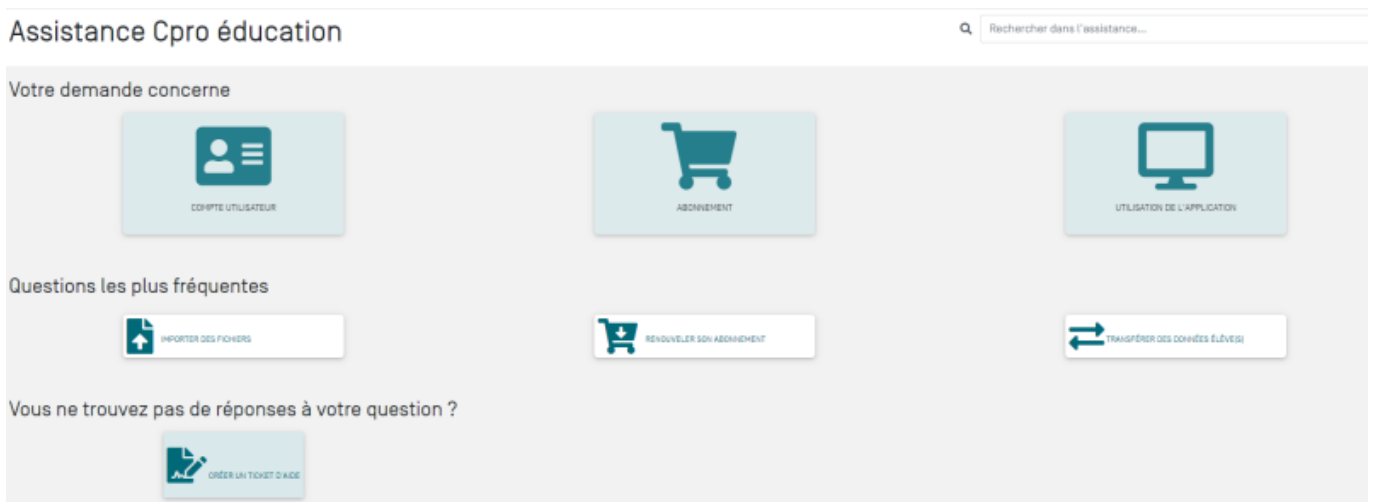 Assistance Cpro éducation
Rechercher dans l'assistance...
Votre demande concerne
COMPTE UTILISATEUR
ABONNEMENT
UTILISATION DE L'APPLICATION
Questions les plus fréquentes
IMPORTER DES FICHIERS
RENOUVELER SON ABONNEMENT
TRANSFÉRER DES DONNÉES ÉLÈVE(S)
Vous ne trouvez pas de réponses à votre question ?
CRÉER UN TICKET D'AIDE